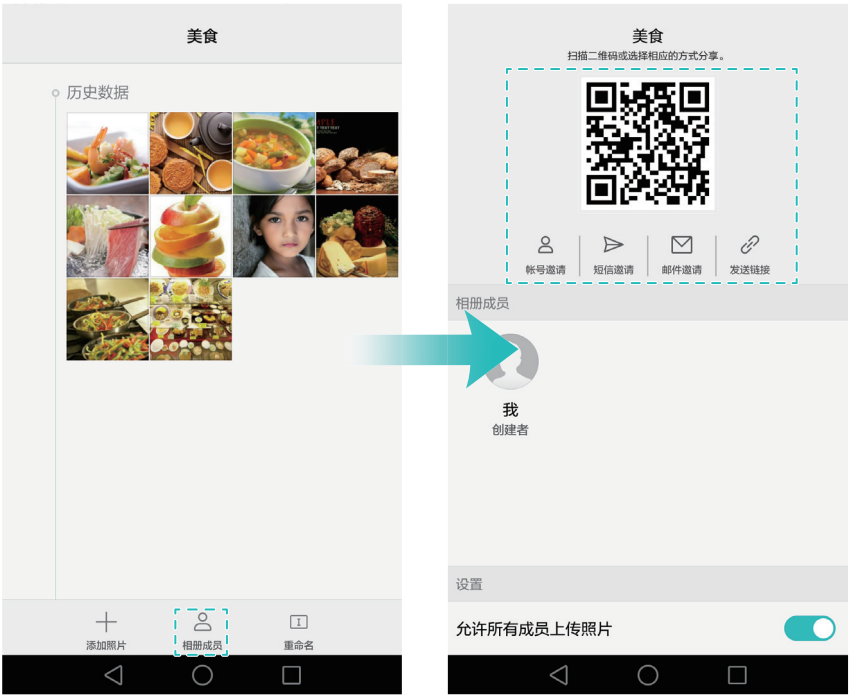 美食
历史数据
添加照片
相册成员
重命名
美食
扫描二维码或选择相应的方式分享。
帐号邀请
短信邀请
邮件邀请
发送链接
相册成员
我
创建者
设置
允许所有成员上传照片